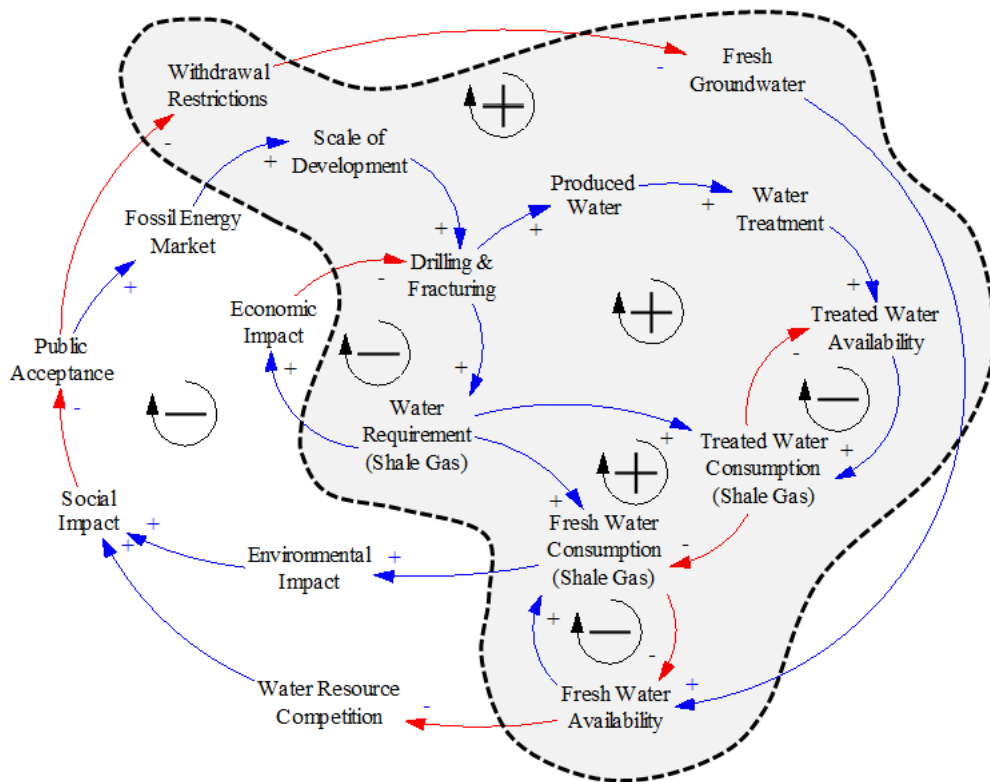 Withdrawal
Restrictions
Fresh
Groundwater
-
-
Scale of
Development
+
Fossil Energy
Market
+
Produced
Water
+
Water
Treatment
+
+
Drilling &
Fracturing
-
Economic
Impact
+
+
Treated Water
Availability
+
-
Public
Acceptance
-
+
Water
Requirement
(Shale Gas)
+
Treated Water
Consumption
(Shale Gas)
+
Social
Impact
+
+
Environmental
Impact
+
+
Fresh Water
Consumption
(Shale Gas)
-
+
-
Water Resource
Competition
-
Fresh Water
Availability
+